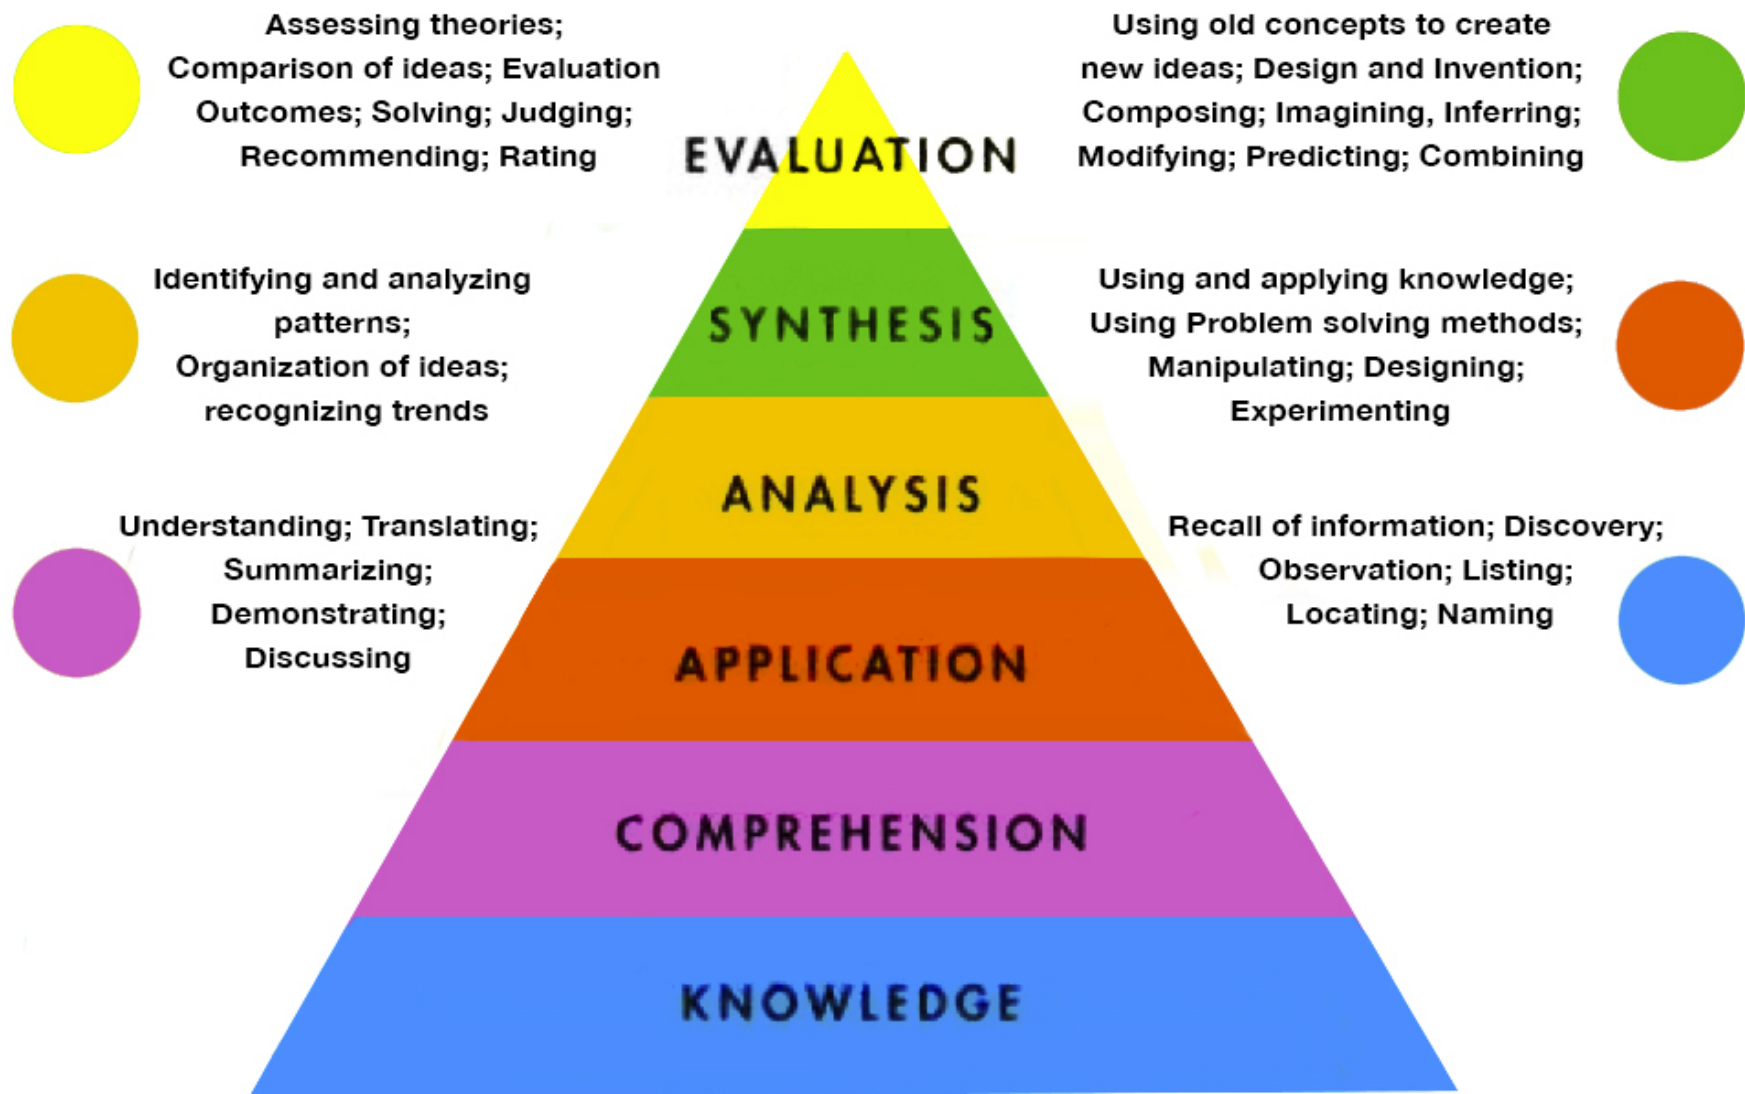 Assessing theories;
Comparison of ideas; Evaluation
Outcomes; Solving; Judging;
Recommending; Rating
Using old concepts to create
new ideas; Design and Invention;
Composing; Imagining, Inferring;
Modifying; Predicting; Combining
EVALUATION
Identifying and analyzing
patterns;
Organization of ideas;
recognizing trends
SYNTHESIS
Using and applying knowledge;
Using Problem solving methods;
Manipulating; Designing;
Experimenting
ANALYSIS
Understanding; Translating;
Summarizing;
Demonstrating;
Discussing
Recall of information; Discovery;
Observation; Listing;
Locating; Naming
APPLICATION
COMPREHENSION
KNOWLEDGE